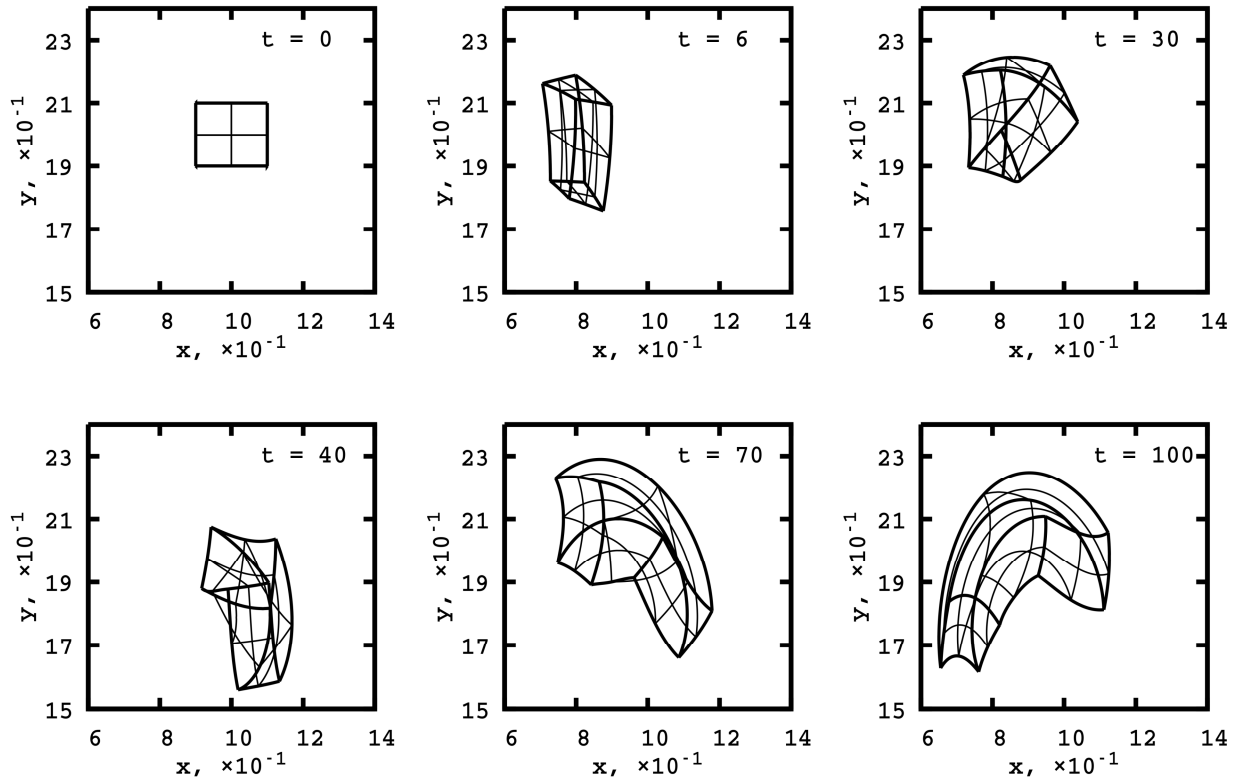 t = 0
23
21
19
17
15
y, ×10⁻¹
6 8 10 12 14
x, ×10⁻¹
t = 6
23
21
19
17
15
y, ×10⁻¹
6 8 10 12 14
x, ×10⁻¹
t = 30
23
21
19
17
15
y, ×10⁻¹
6 8 10 12 14
x, ×10⁻¹
t = 40
23
21
19
17
15
y, ×10⁻¹
6 8 10 12 14
x, ×10⁻¹
t = 70
23
21
19
17
15
y, ×10⁻¹
6 8 10 12 14
x, ×10⁻¹
t = 100
23
21
19
17
15
y, ×10⁻¹
6 8 10 12 14
x, ×10⁻¹